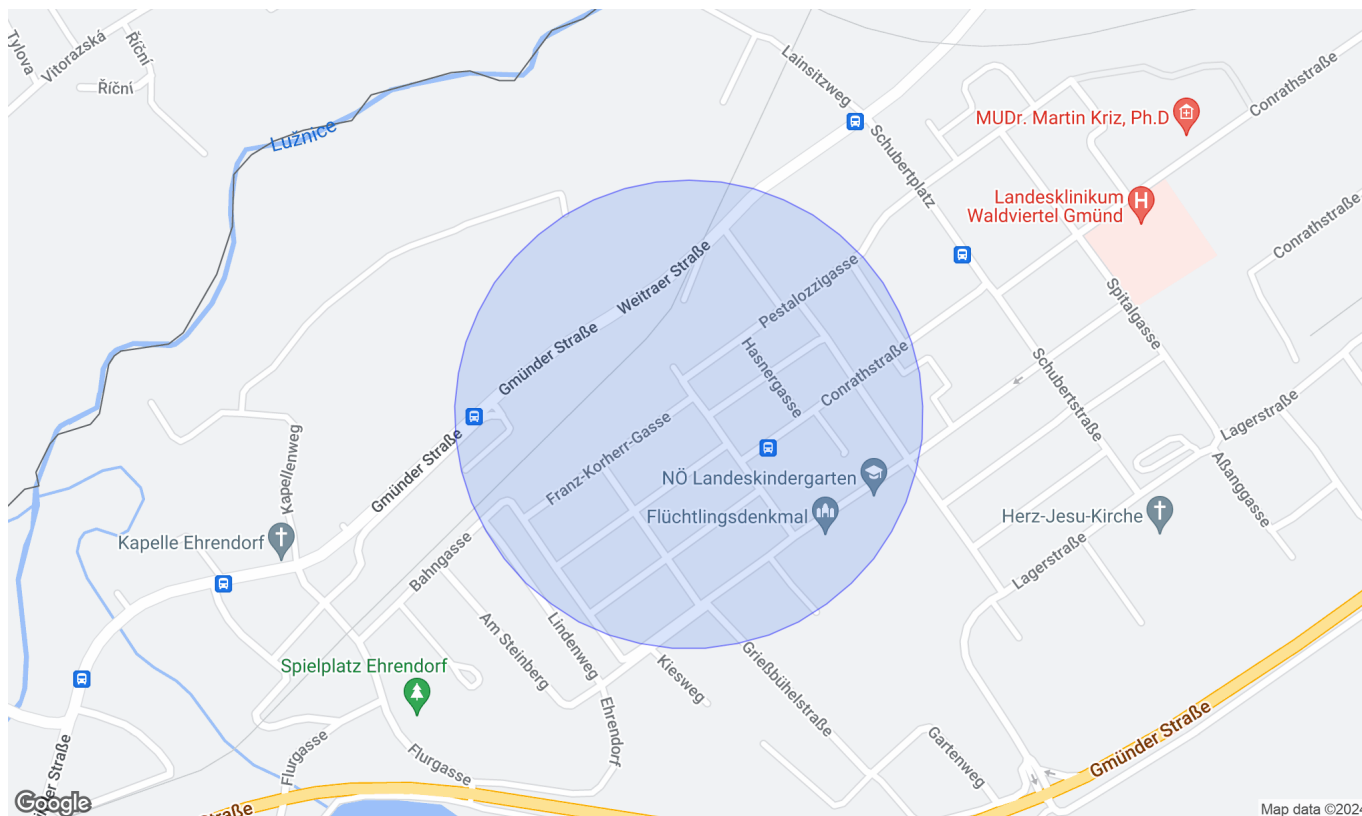 Tylova
Vitorazská
Říční
Říční
Lužnice
Lainsitzweg
Conrathstraße
MUDr. Martin Kriz, Ph.D
Schubertplatz
Landesklinikum
Waldviertel Gmünd
Conrathstraße
Weitraer Straße
Pestalozzigasse
Spitalgasse
Gmünder Straße
Hasnergasse
Conrathstraße
Schubertstraße
Lagerstraße
Franz-Korherr-Gasse
Gmünder Straße
Kapellenweg
NÖ Landeskindergarten
Aßanggasse
Flüchtlingsdenkmal
Herz-Jesu-Kirche
Kapelle Ehrendorf
Bahngasse
Lagerstraße
Am Steinberg
Lindenweg
Kiesweg
Grießbühelstraße
Spielplatz Ehrendorf
Ehrendorf
Flurgasse
Flurgasse
Gartenweg
Gmünder Straße
Straße
Straße
Google
Map data ©2024